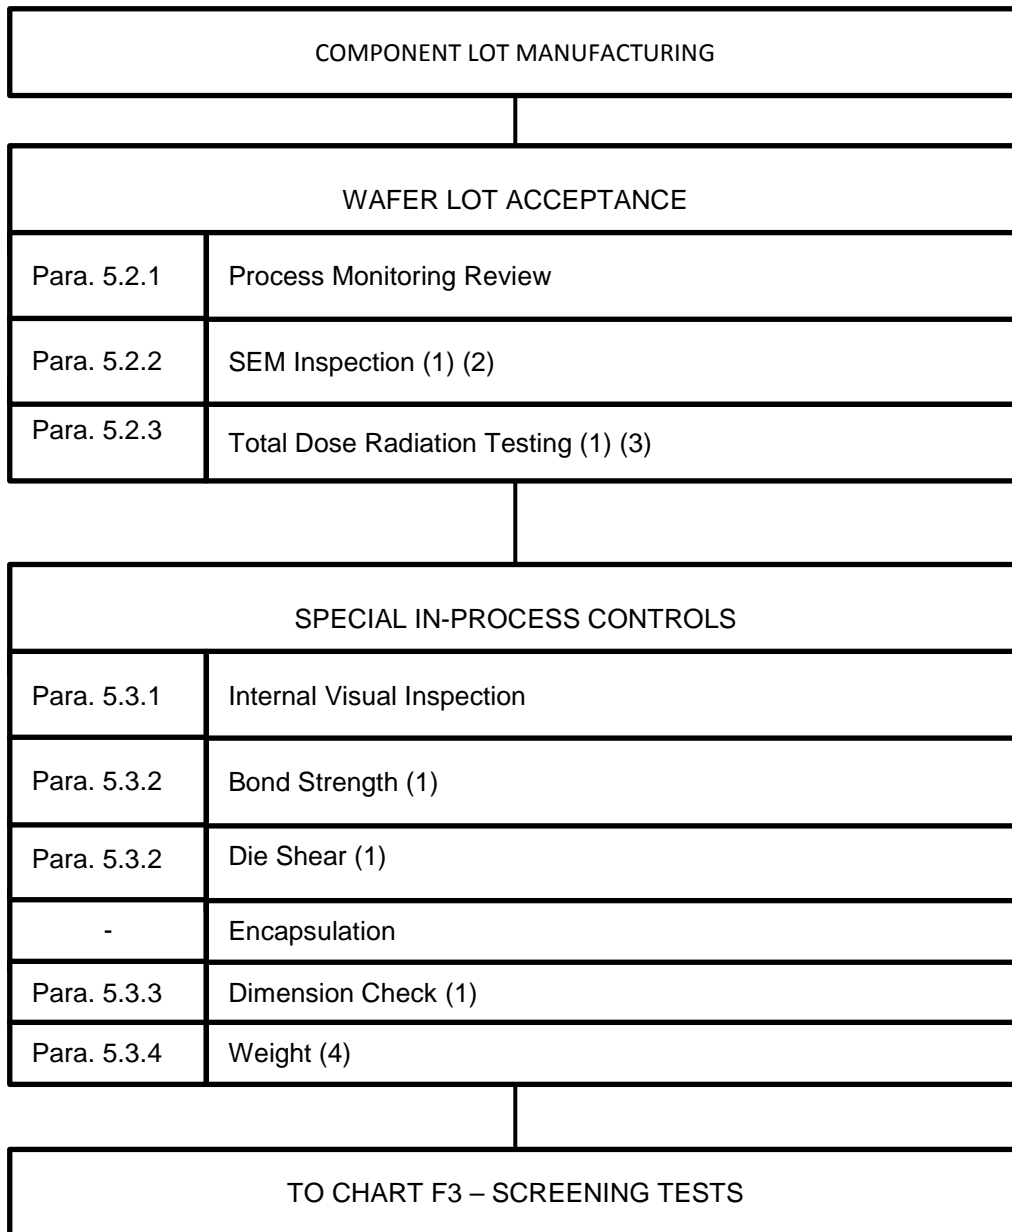 COMPONENT LOT MANUFACTURING
WAFER LOT ACCEPTANCE
Para. 5.2.1 Process Monitoring Review
Para. 5.2.2 SEM Inspection (1) (2)
Para. 5.2.3 Total Dose Radiation Testing (1) (3)
SPECIAL IN-PROCESS CONTROLS
Para. 5.3.1 Internal Visual Inspection
Para. 5.3.2 Bond Strength (1)
Para. 5.3.2 Die Shear (1)
- Encapsulation
Para. 5.3.3 Dimension Check (1)
Para. 5.3.4 Weight (4)
TO CHART F3 – SCREENING TESTS